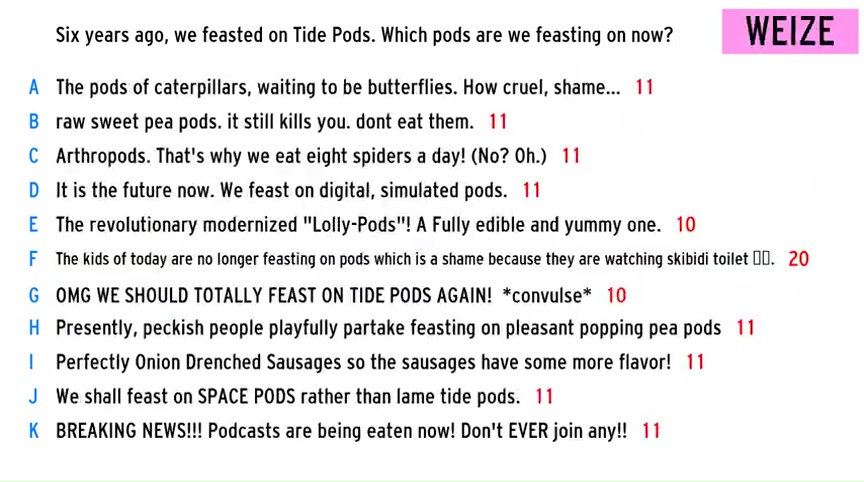 Six years ago, we feasted on Tide Pods. Which pods are we feasting on now?
WEIZE
A The pods of caterpillars, waiting to be butterflies. How cruel, shame... 11
B raw sweet pea pods. it still kills you. dont eat them. 11
C Arthropods. That's why we eat eight spiders a day! (No? Oh.) 11
D It is the future now. We feast on digital, simulated pods. 11
E The revolutionary modernized "Lolly-Pods"! A Fully edible and yummy one. 10
F The kids of today are no longer feasting on pods which is a shame because they are watching skibidi toilet □□. 20
G OMG WE SHOULD TOTALLY FEAST ON TIDE PODS AGAIN! *convulse* 10
H Presently, peckish people playfully partake feasting on pleasant popping pea pods 11
I Perfectly Onion Drenched Sausages so the sausages have some more flavor! 11
J We shall feast on SPACE PODS rather than lame tide pods. 11
K BREAKING NEWS!!! Podcasts are being eaten now! Don't EVER join any!! 11